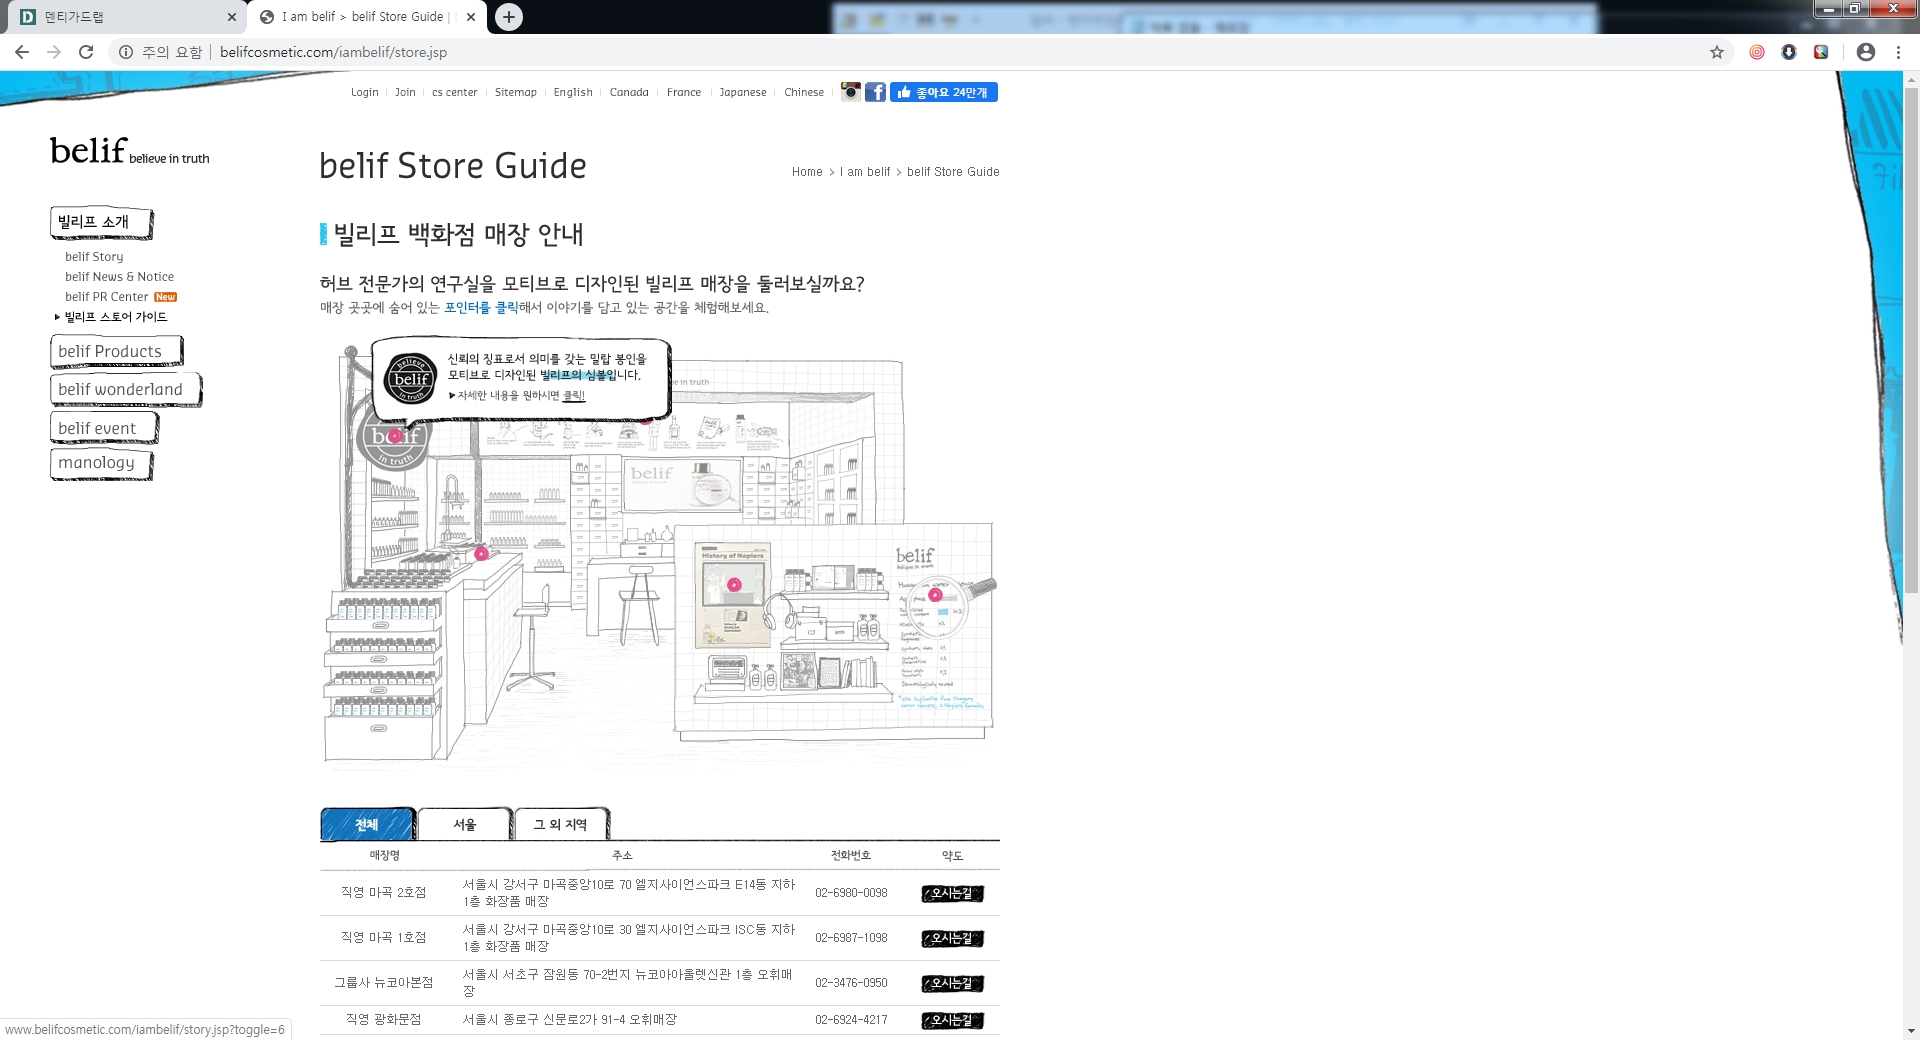 덴티가드랩
I am belif > belif Store Guide |
주의 요함 | belifcosmetic.com/iambelif/store.jsp
Login
Join
cs center
Sitemap
English
Canada
France
Japanese
Chinese
좋아요 24만개
belif believe in truth
belif Store Guide
Home > I am belif > belif Store Guide
빌리프 소개
belif Story
belif News & Notice
belif PR Center New
빌리프 스토어 가이드
belif Products
belif wonderland
belif event
manology
빌리프 백화점 매장 안내
허브 전문가의 연구실을 모티브로 디자인된 빌리프 매장을 둘러보실까요?
매장 곳곳에 숨어 있는 포인터를 클릭해서 이야기를 담고 있는 공간을 체험해보세요.
believe
belif
in truth
신뢰의 징표로서 의미를 갖는 밀랍 봉인을
모티브로 디자인된 빌리프의 심볼입니다.
자세한 내용을 원하시면 클릭!
ve in truth
belif
in truth
belif
believe in truth
History of Napiers
belif
believe in truth
전체
서울
그 외 지역
매장명 주소 전화번호 약도
직영 마곡 2호점 서울시 강서구 마곡중앙10로 70 엘지사이언스파크 E14동 지하 02-6980-0098 오시는길
1층 화장품 매장
직영 마곡 1호점 서울시 강서구 마곡중앙10로 30 엘지사이언스파크 ISC동 지하 02-6987-1098 오시는길
1층 화장품 매장
그룹사 뉴코아본점 서울시 서초구 잠원동 70-2번지 뉴코아아울렛신관 1층 오휘매 02-3476-0950 오시는길
장
직영 광화문점 서울시 종로구 신문로2가 91-4 오휘매장 02-6924-4217 오시는길
www.belifcosmetic.com/iambelif/story.jsp?toggle=6